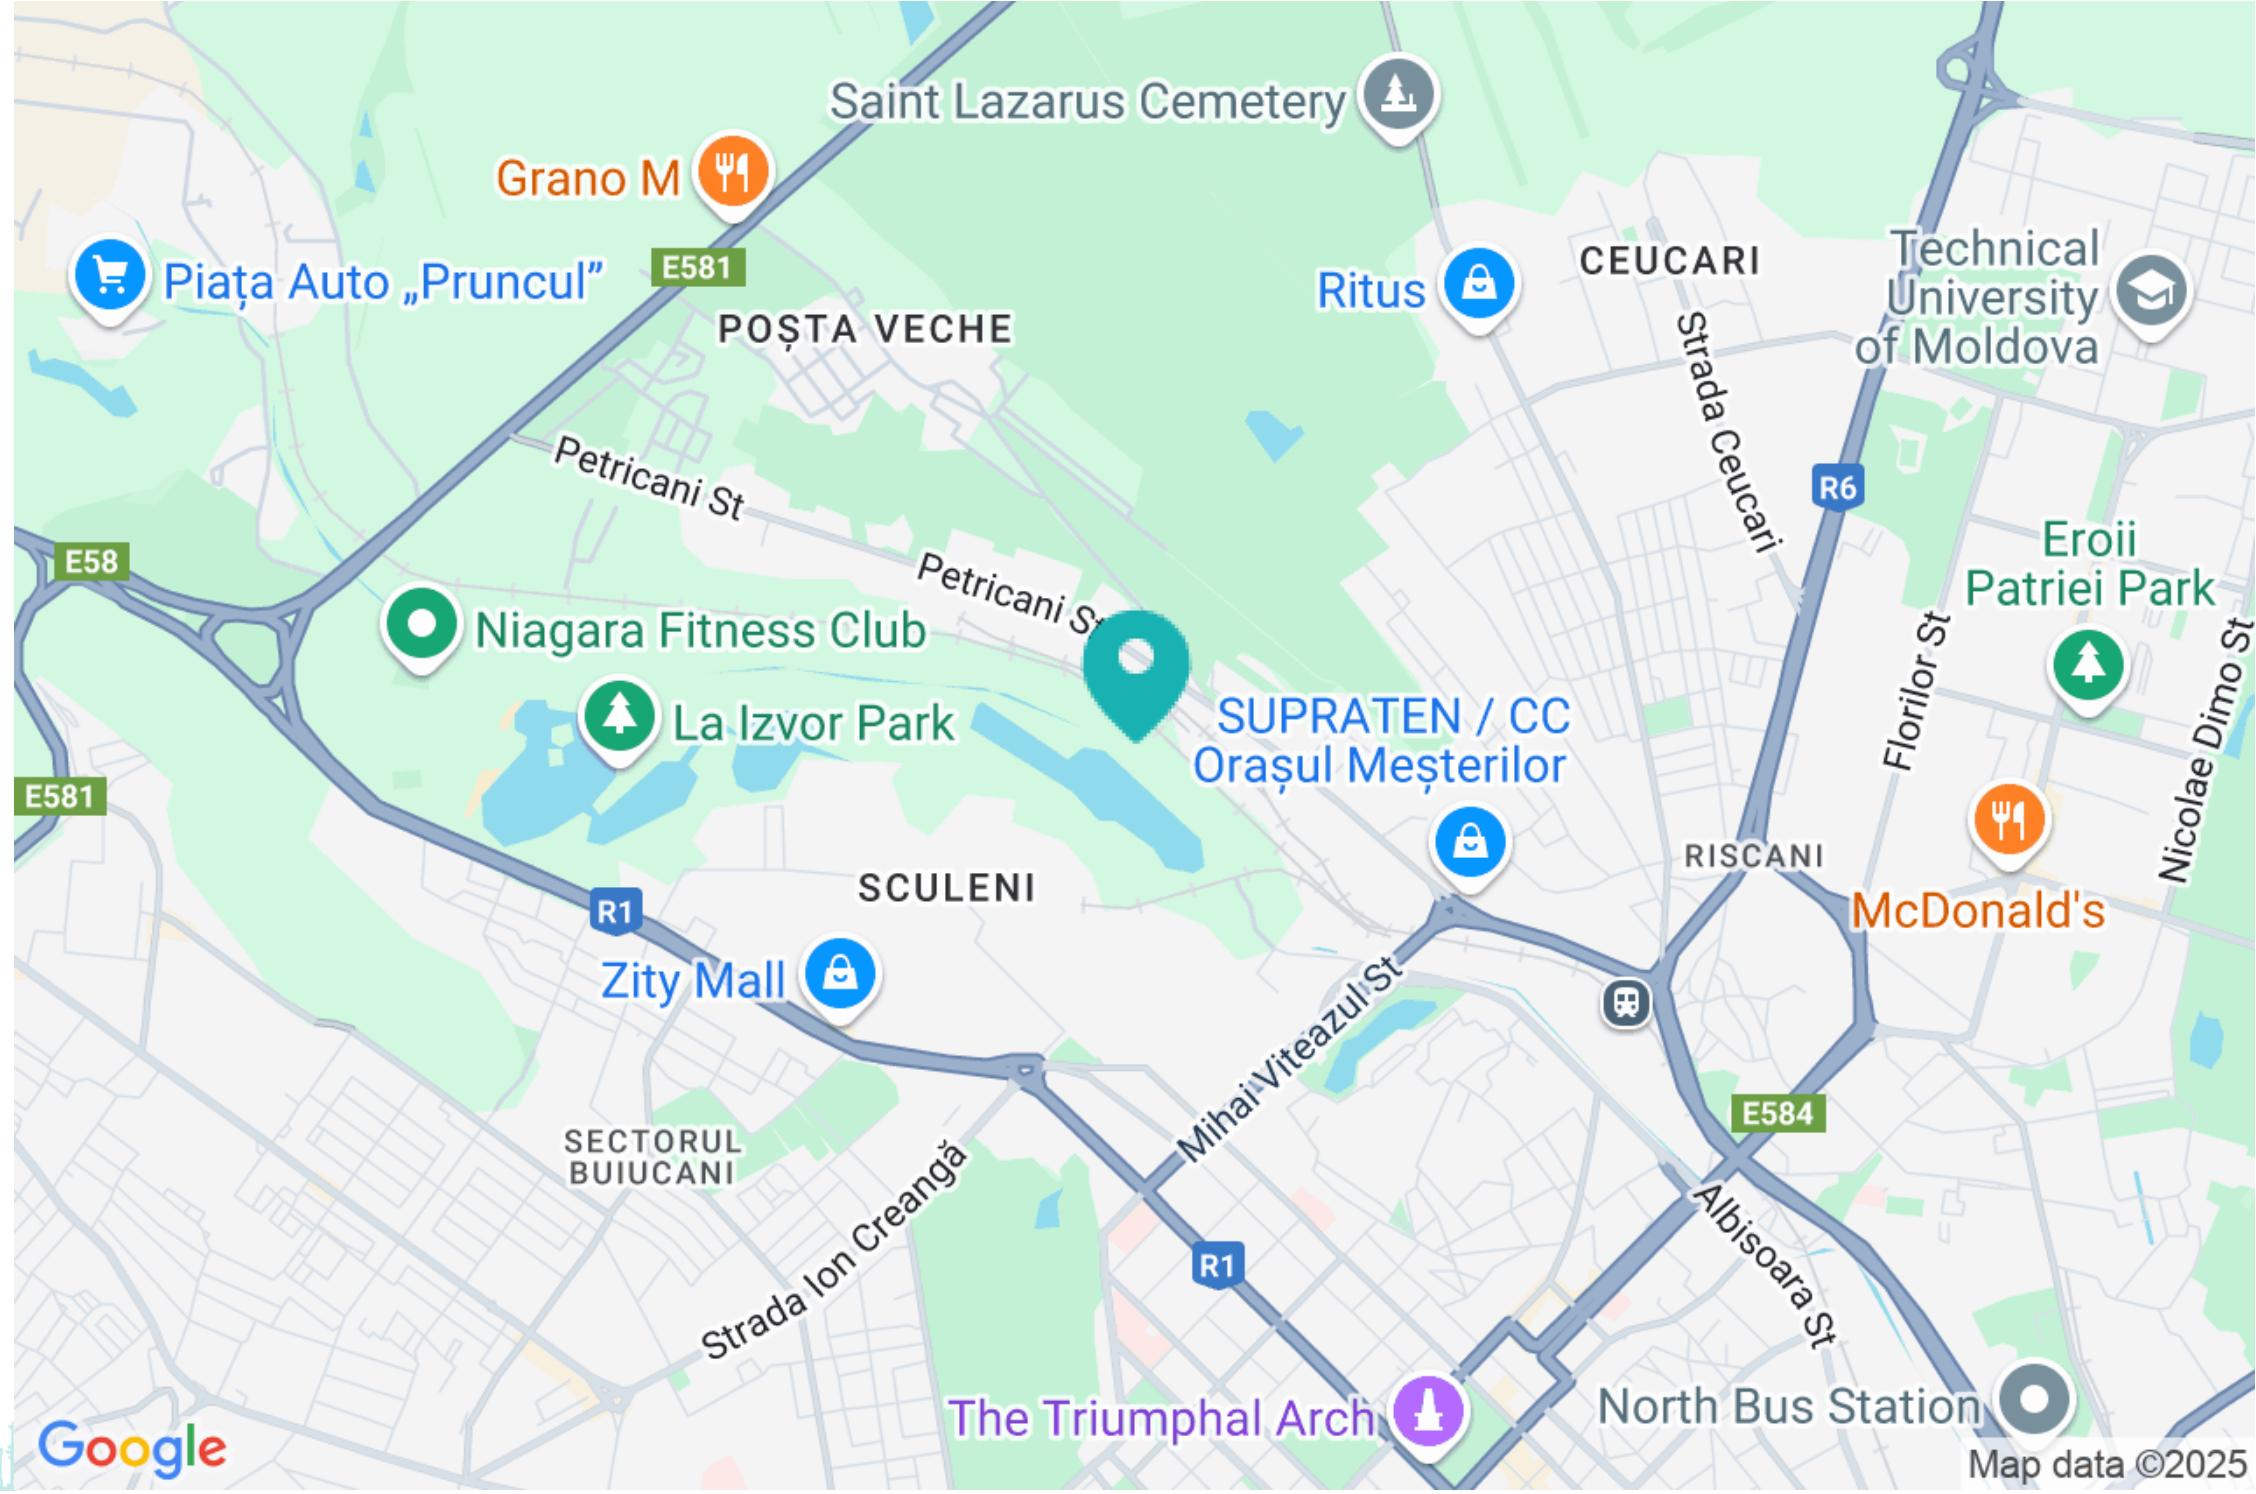 Saint Lazarus Cemetery
Grano M
E581
Piața Auto „Pruncul”
POȘTA VECHE
Ritus
CEUCARI
Technical
University
of Moldova
Strada Ceucari
Petricani St
R6
E58
Eroii
Patriei Park
Petricani St
Niagara Fitness Club
Florilor St
Nicolae Dimo St
La Izvor Park
SUPRATEN / CC
Orașul Meșterilor
E581
RISCANI
SCULENI
R1
McDonald's
Zity Mall
Mihai Viteazul St
E584
SECTORUL
BUIUCANI
Strada Ion Creangă
Albisoara St
R1
The Triumphal Arch
North Bus Station
Google
Map data ©2025